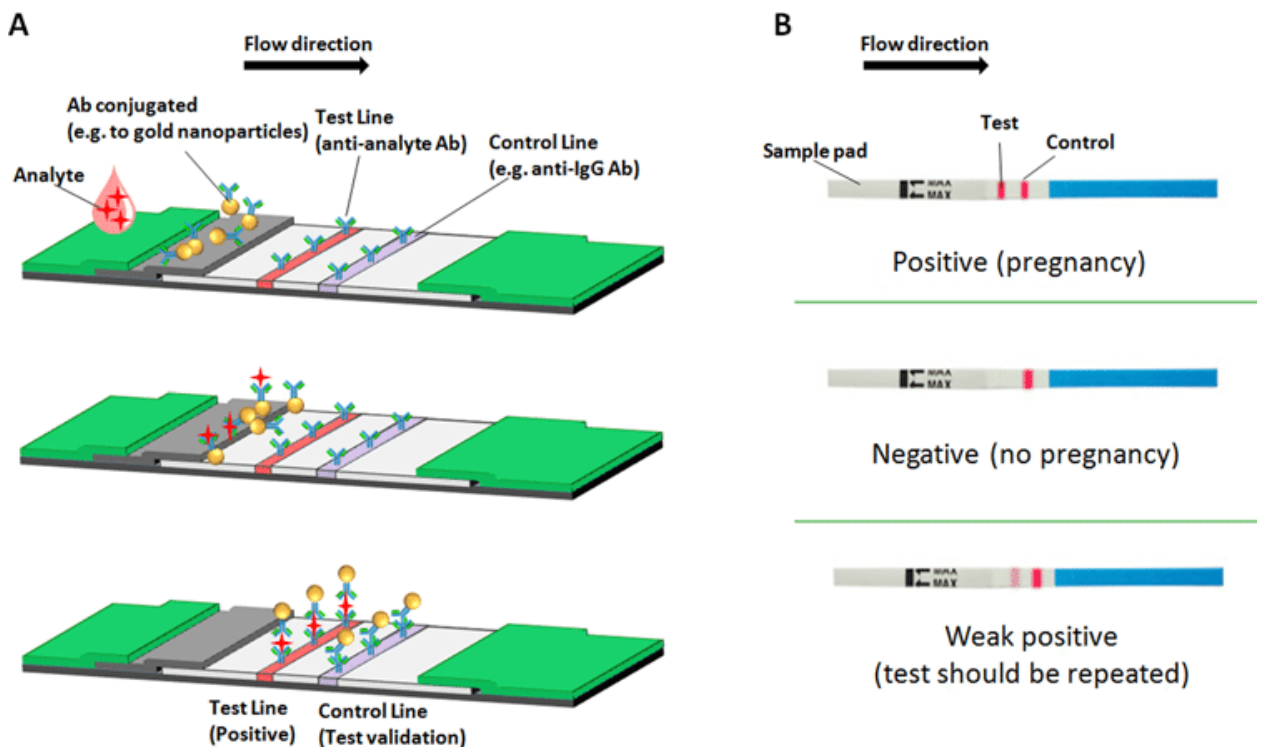 A
Flow direction
Ab conjugated
(e.g. to gold nanoparticles)
Test Line
(anti-analyte Ab)
Control Line
(e.g. anti-IgG Ab)
Analyte
Test Line
(Positive)
Control Line
(Test validation)
B
Flow direction
Test
Control
Sample pad
MAX
MAX
Positive (pregnancy)
MAX
MAX
Negative (no pregnancy)
MAX
MAX
Weak positive
(test should be repeated)